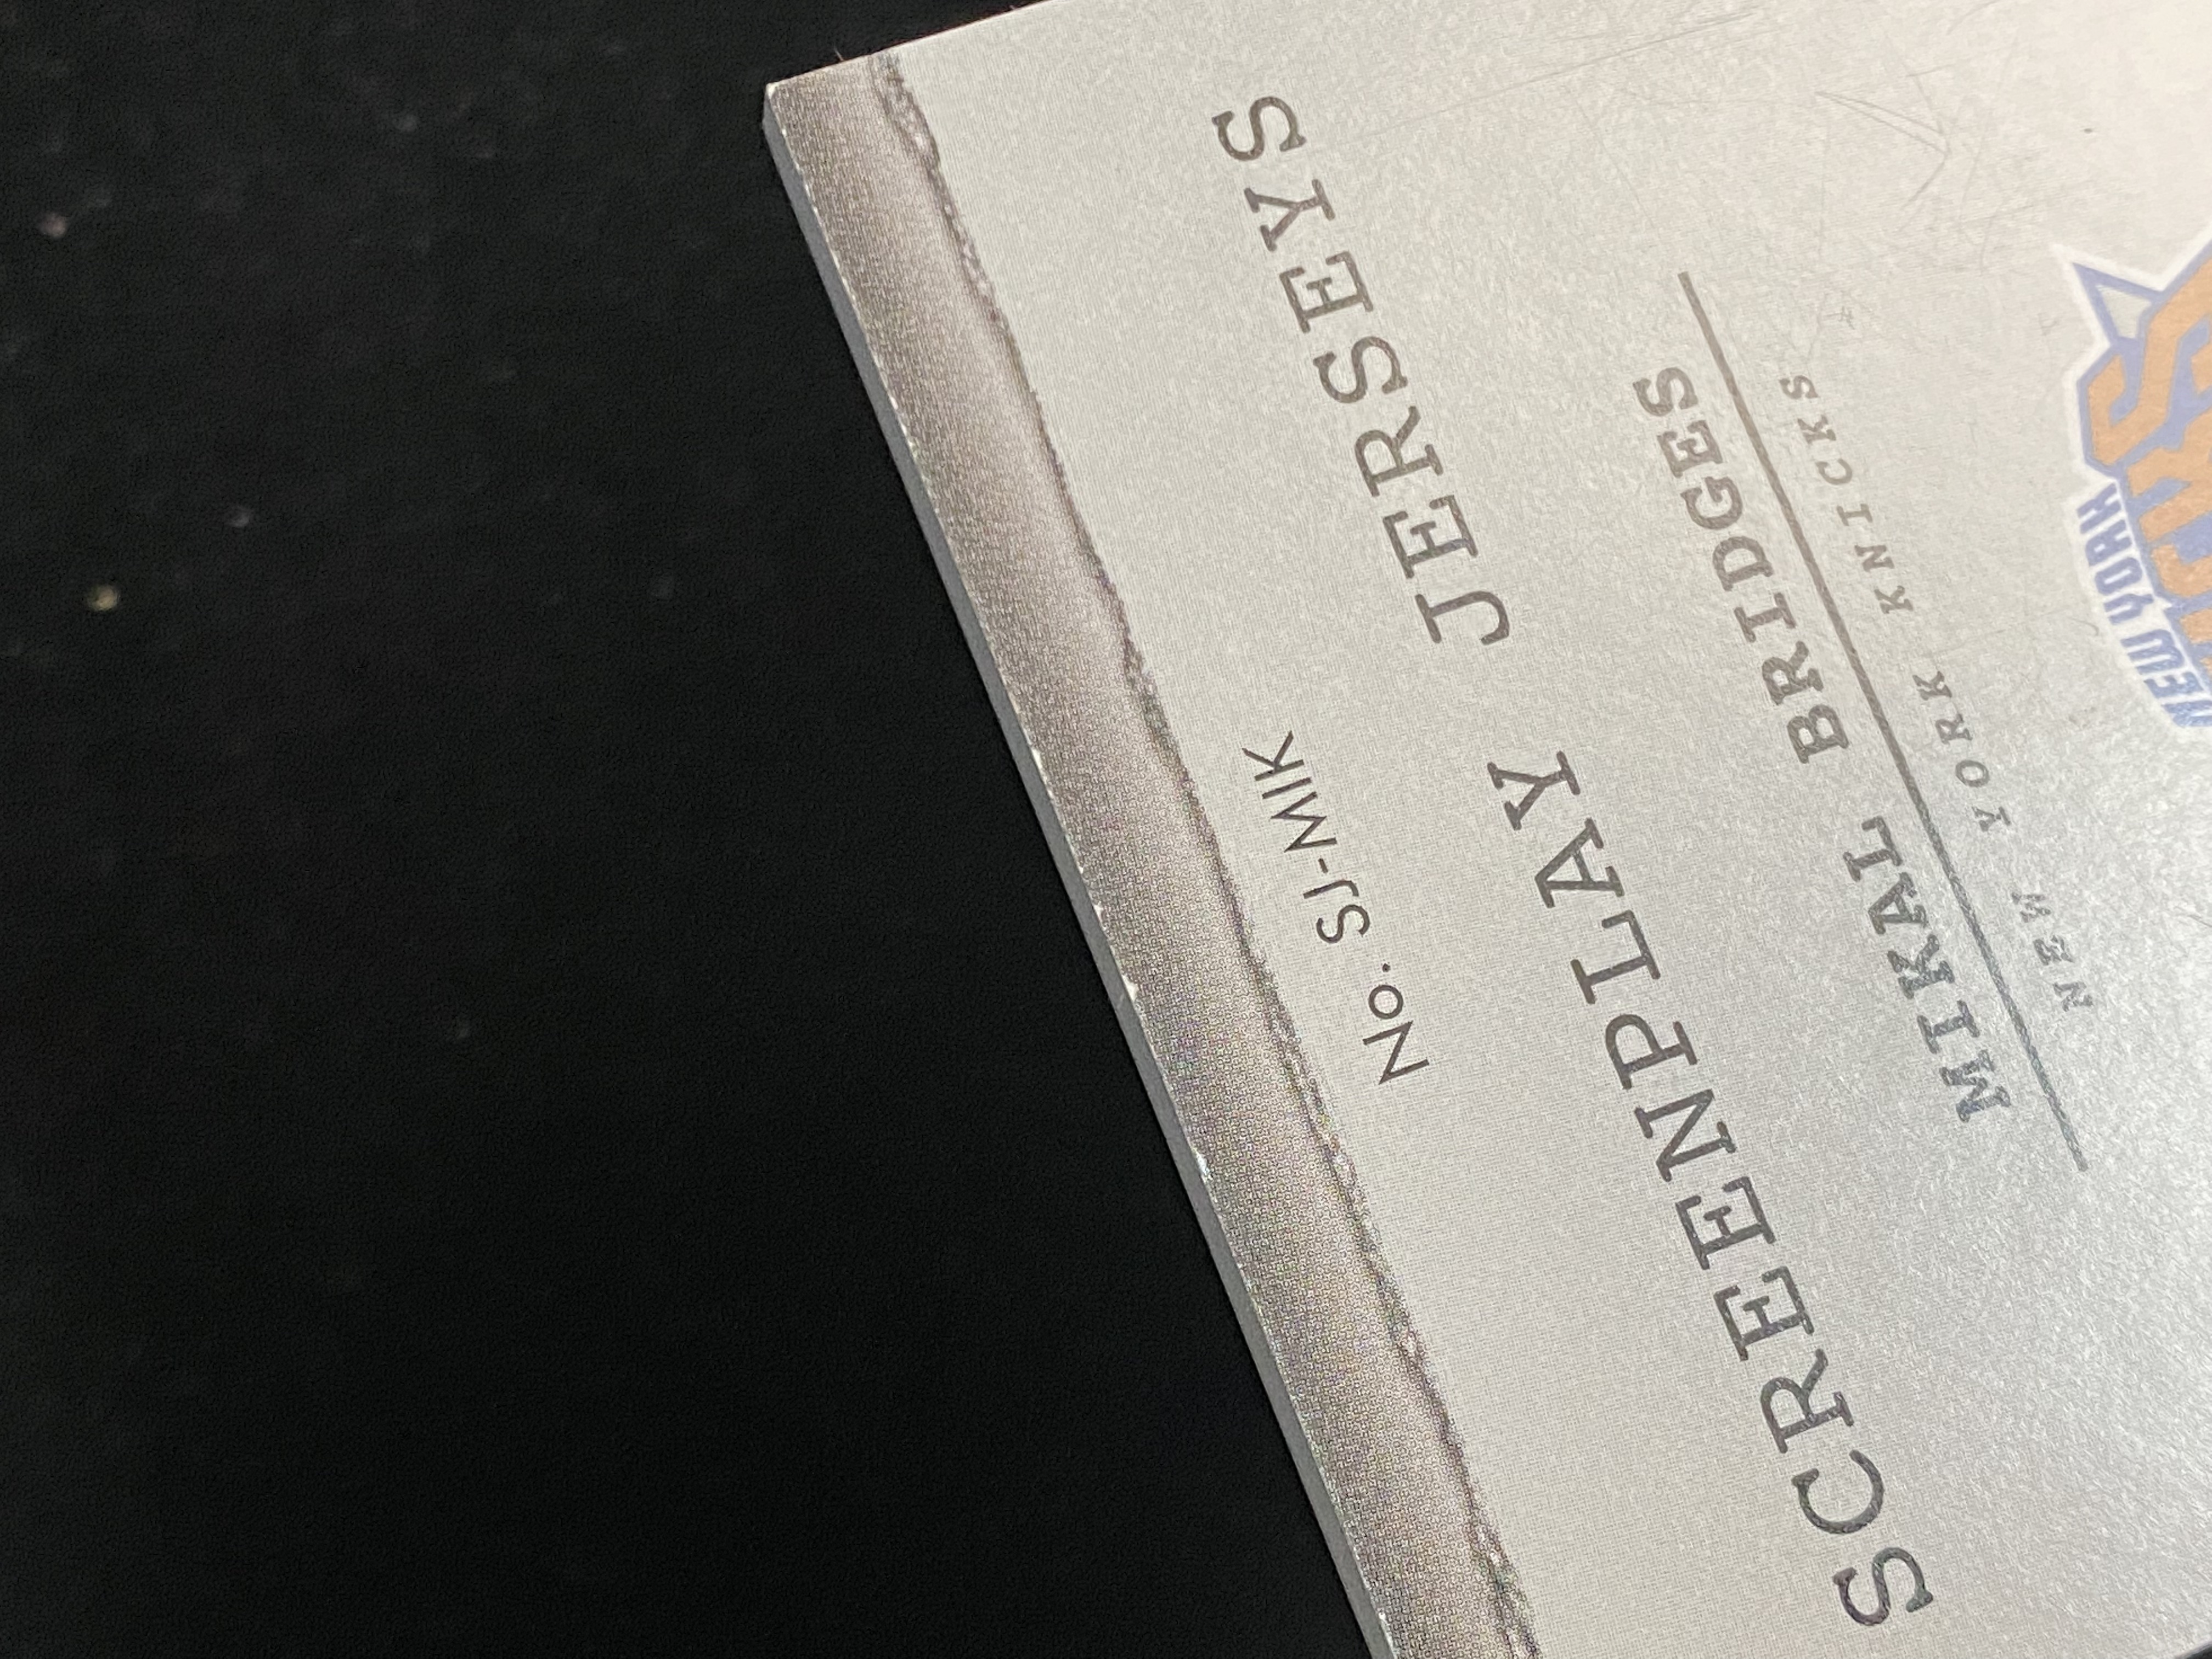 No. SJ-MIK
SCREENPLAY JERSEYS
MIKAL BRIDGES
NEW YORK KNICKS
NEW YORK